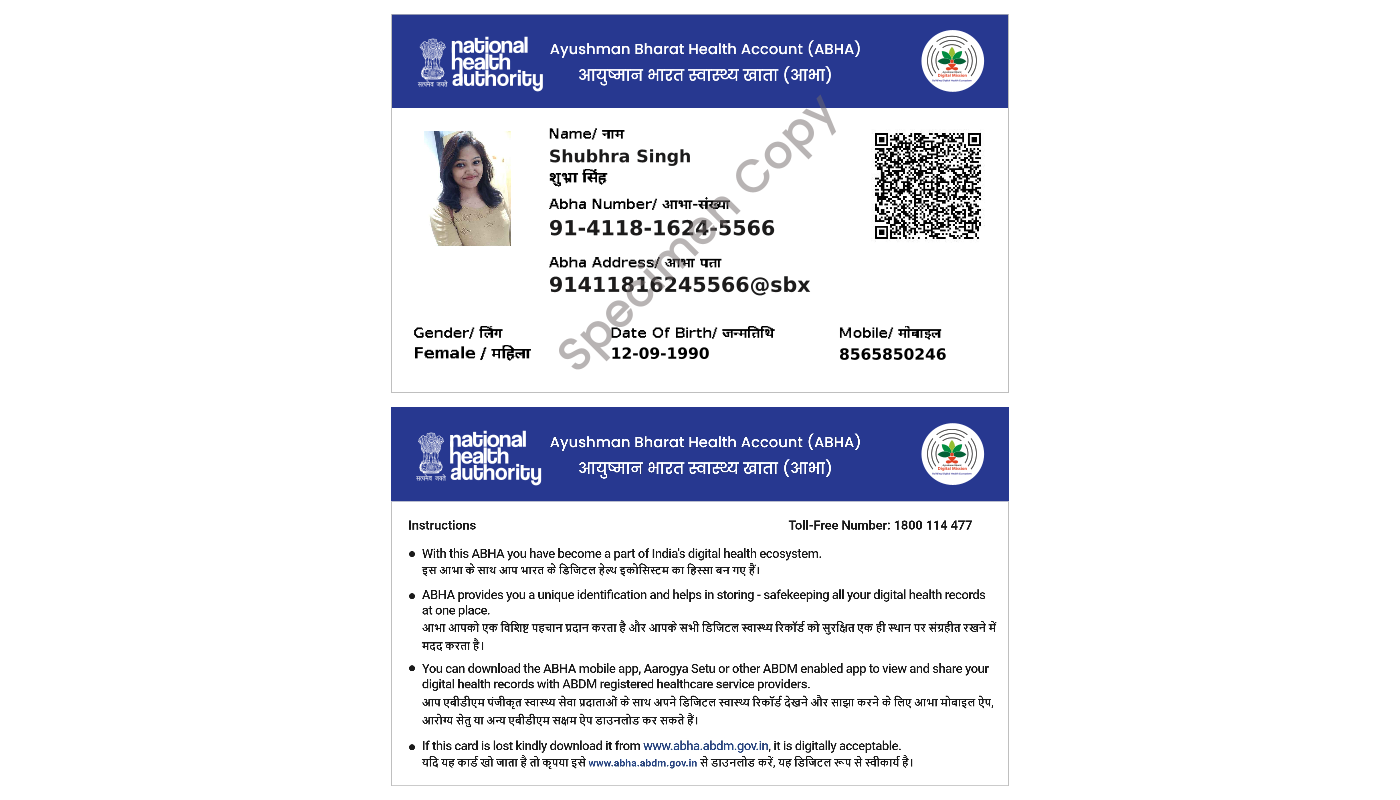 national
health
authority
सत्यमेव जयते
Ayushman Bharat Health Account (ABHA)
आयुष्मान भारत स्वास्थ्य खाता (आभा)
Digital Mission
Name/ नाम
Shubhra Singh
शुभ्रा सिंह
Abha Number/ आभा-संख्या
91-4118-1624-5566
Abha Address/ आभा पता
91411816245566@sbx
Specimen Copy
Gender/ लिंग
Female / महिला
Date Of Birth/ जन्मतिथि
12-09-1990
Mobile/ मोबाइल
8565850246
national
health
authority
सत्यमेव जयते
Ayushman Bharat Health Account (ABHA)
आयुष्मान भारत स्वास्थ्य खाता (आभा)
Digital Mission
Instructions
Toll-Free Number: 1800 114 477
With this ABHA you have become a part of India's digital health ecosystem.
इस आभा के साथ आप भारत के डिजिटल हेल्थ इकोसिस्टम का हिस्सा बन गए हैं।
ABHA provides you a unique identification and helps in storing - safekeeping all your digital health records
at one place.
आभा आपको एक विशिष्ट पहचान प्रदान करता है और आपके सभी डिजिटल स्वास्थ्य रिकॉर्ड को सुरक्षित एक ही स्थान पर संग्रहीत रखने में
मदद करता है।
You can download the ABHA mobile app, Aarogya Setu or other ABDM enabled app to view and share your
digital health records with ABDM registered healthcare service providers.
आप एबीडीएम पंजीकृत स्वास्थ्य सेवा प्रदाताओं के साथ अपने डिजिटल स्वास्थ्य रिकॉर्ड देखने और साझा करने के लिए आभा मोबाइल ऐप,
आरोग्य सेतु या अन्य एबीडीएम सक्षम ऐप डाउनलोड कर सकते हैं।
If this card is lost kindly download it from www.abha.abdm.gov.in, it is digitally acceptable.
यदि यह कार्ड खो जाता है तो कृपया इसे www.abha.abdm.gov.in से डाउनलोड करें, यह डिजिटल रूप से स्वीकार्य है।